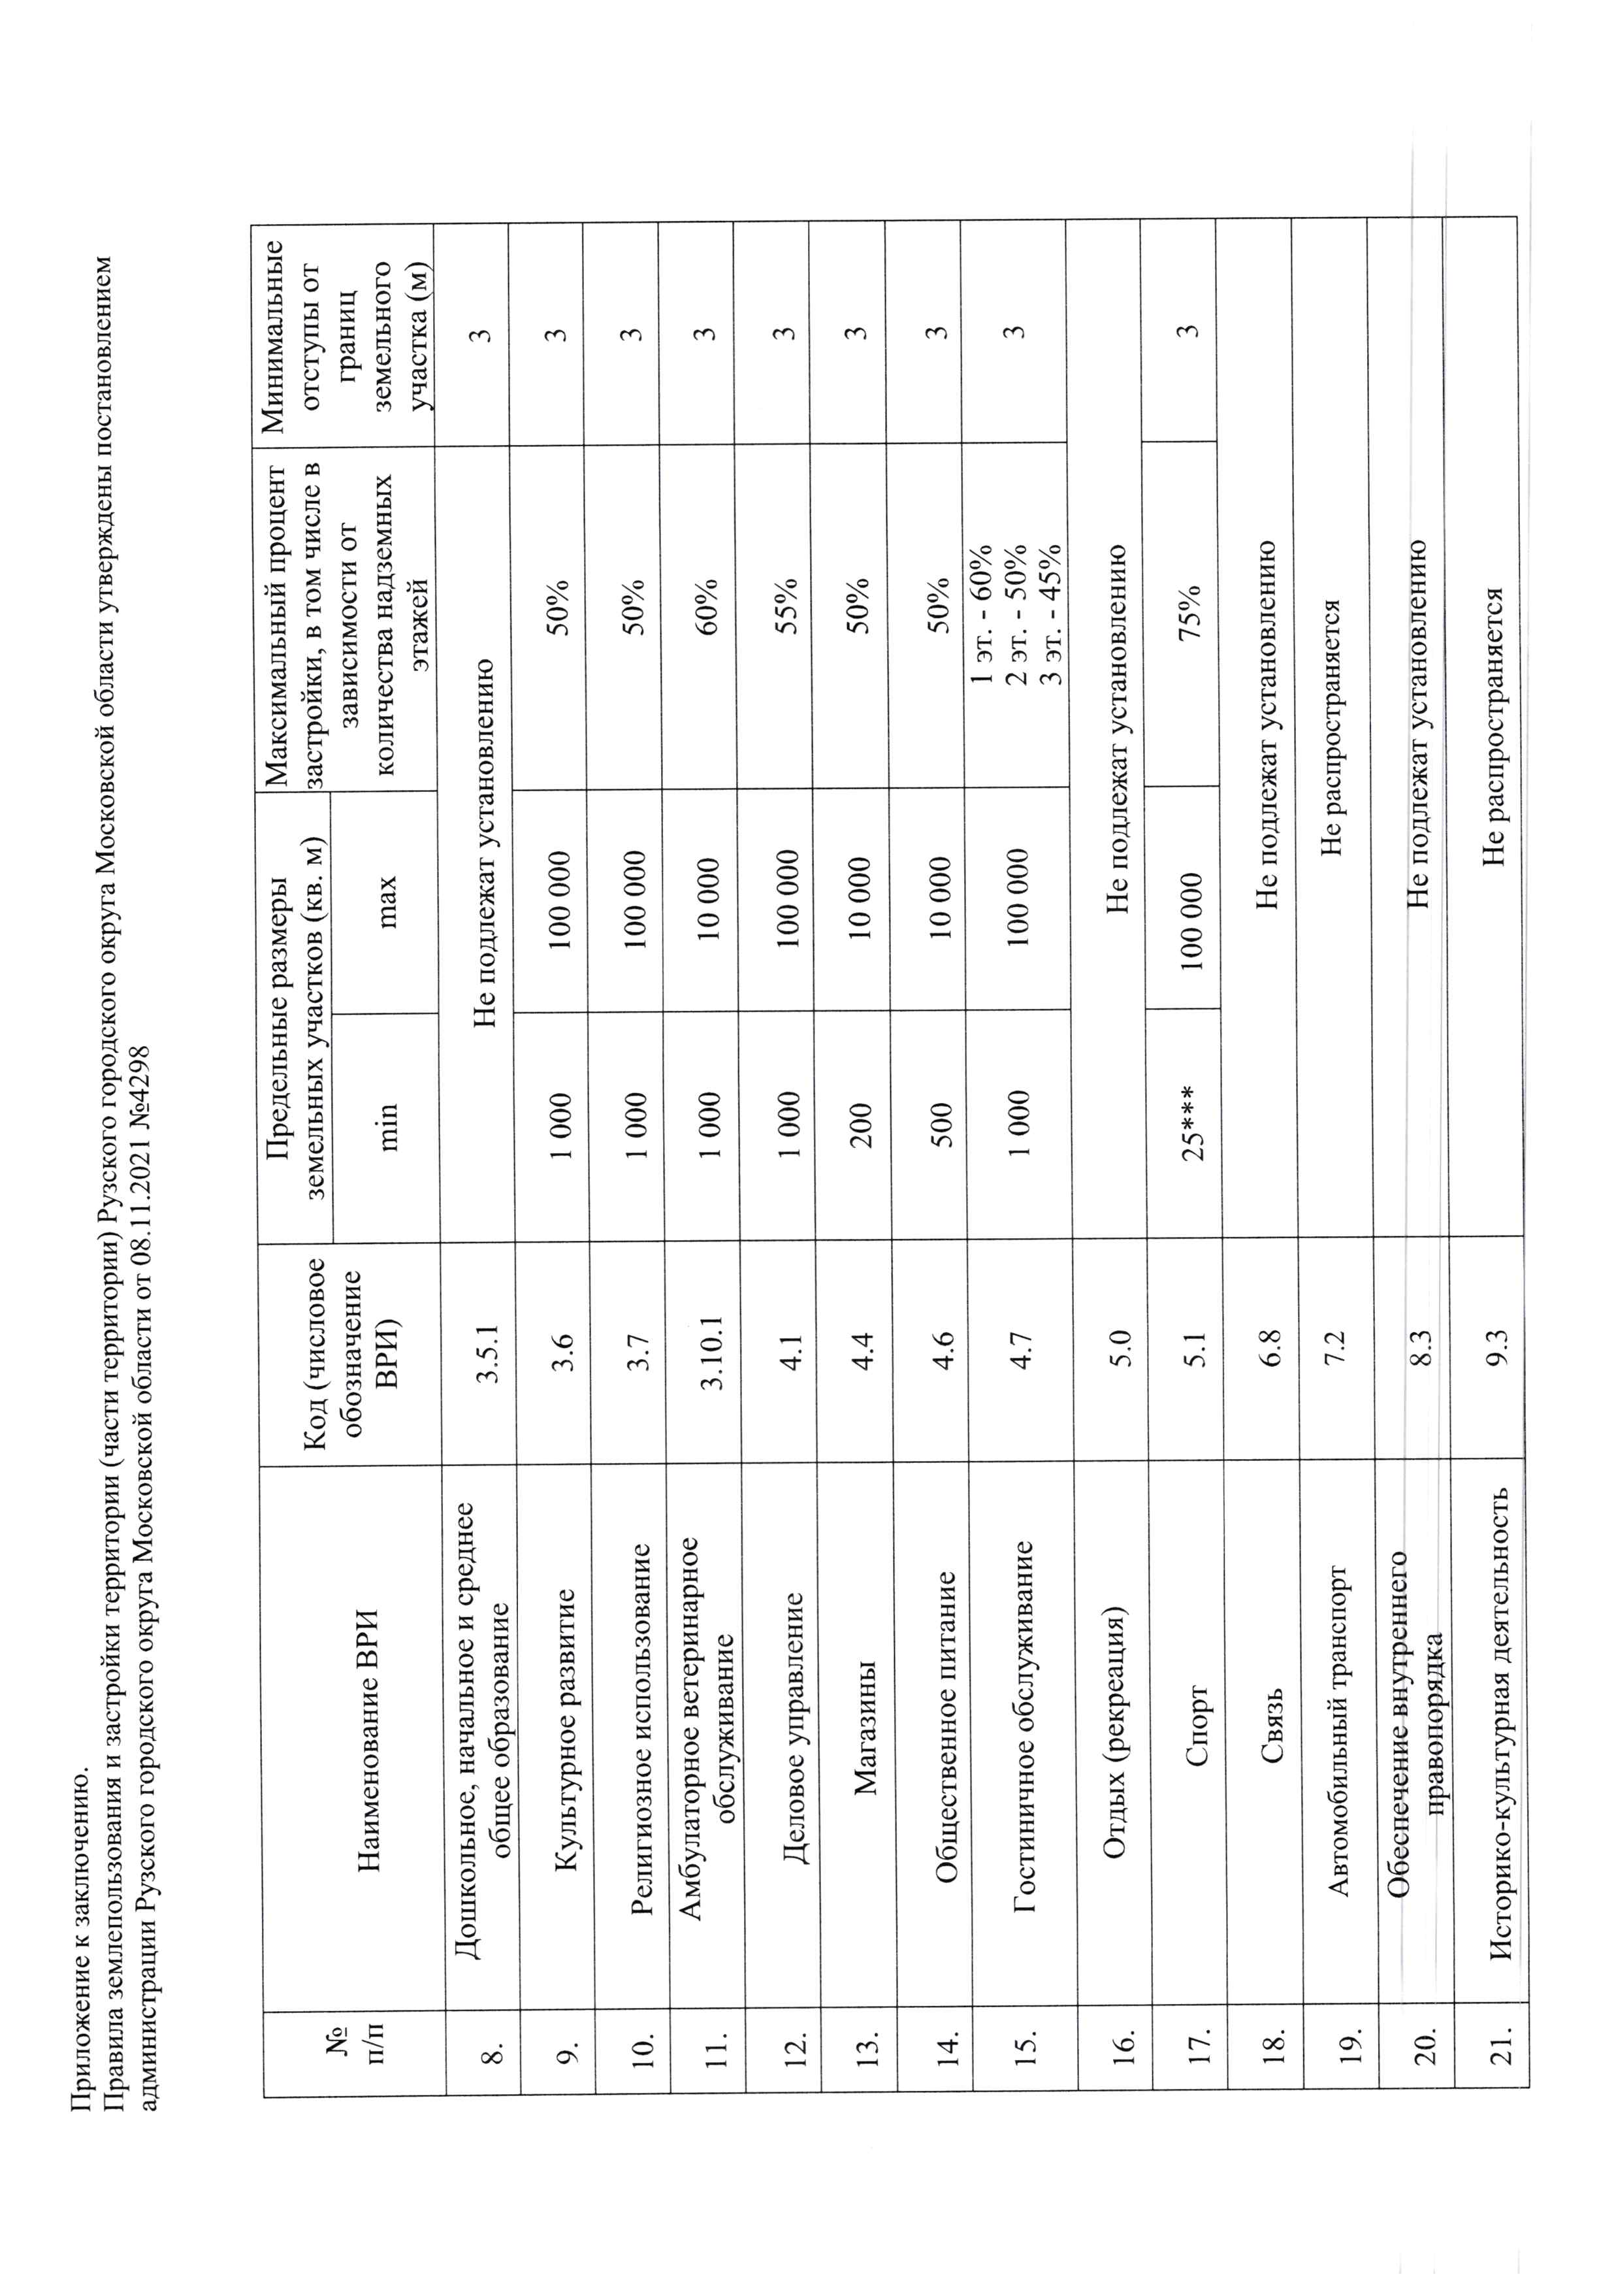 Приложение к заключению.
Правила землепользования и застройки территории (части территории) Рузского городского округа Московской области утверждены постановлением
администрации Рузского городского округа Московской области от 08.11.2021 №4298
№
п/п
Наименование ВРИ
Код (числовое
обозначение
ВРИ)
Предельные размеры
земельных участков (кв. м)
min
max
Максимальный процент
застройки, в том числе в
зависимости от
количества надземных
этажей
Минимальные
отступы от
границ
земельного
участка (м)
8. Дошкольное, начальное и среднее
общее образование
3.5.1 Не подлежат установлению 3
9. Культурное развитие 3.6 1 000 100 000 50% 3
10. Религиозное использование 3.7 1 000 100 000 50% 3
11. Амбулаторное ветеринарное
обслуживание
3.10.1 1 000 10 000 60% 3
12. Деловое управление 4.1 1 000 100 000 55% 3
13. Магазины 4.4 200 10 000 50% 3
14. Общественное питание 4.6 500 10 000 50% 3
15. Гостиничное обслуживание 4.7 1 000 100 000
1 эт. - 60%
2 эт. - 50%
3 эт. - 45%
3
16. Отдых (рекреация) 5.0 Не подлежат установлению
17. Спорт 5.1 25*** 100 000 75% 3
18. Связь 6.8 Не подлежат установлению
19. Автомобильный транспорт 7.2 Не распространяется
20. Обеспечение внутреннего
правопорядка
8.3 Не подлежат установлению
21. Историко-культурная деятельность 9.3 Не распространяется